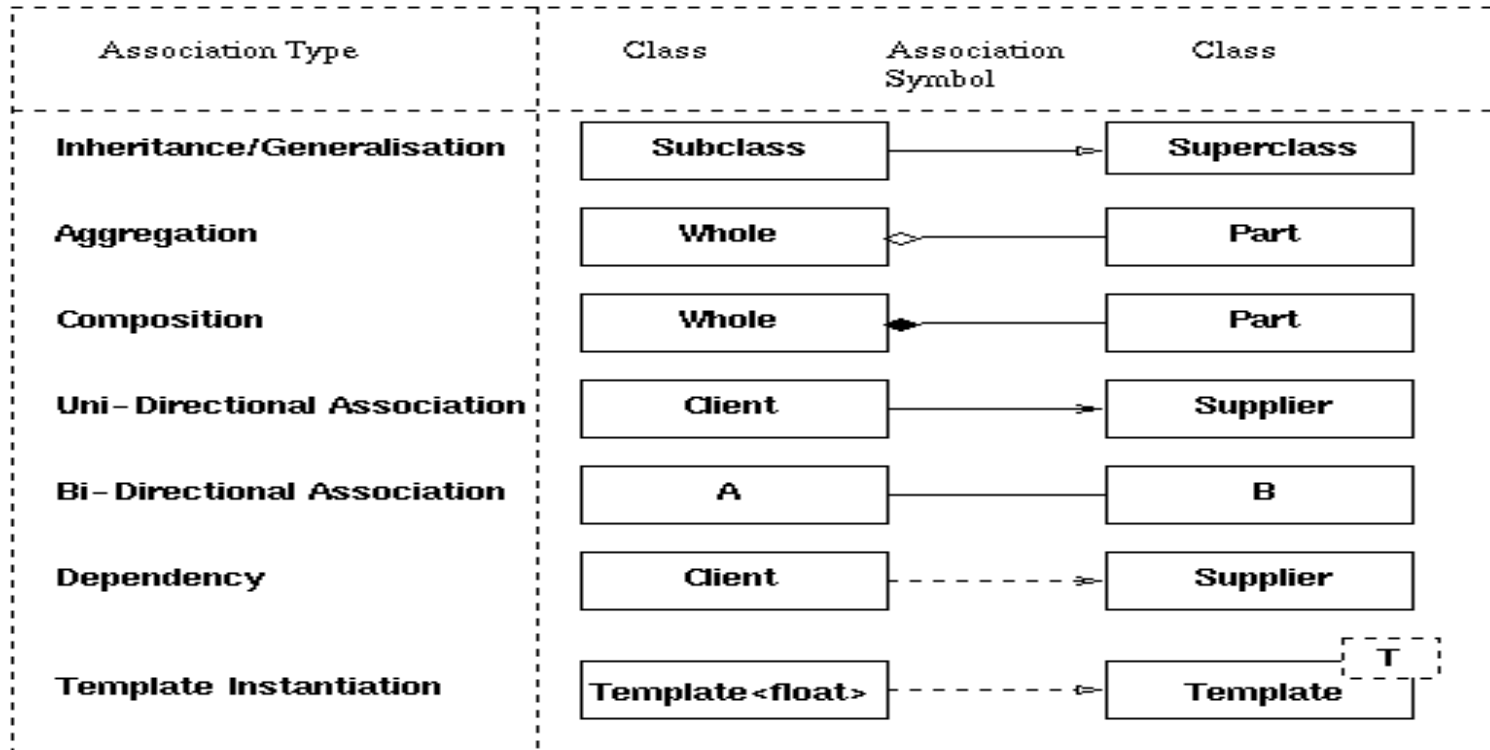 Association Type Class Association Class
Symbol
Inheritance/Generalisation Subclass Superclass
Aggregation Whole Part
Composition Whole Part
Uni-Directional Association Client Supplier
Bi-Directional Association A B
Dependency Client Supplier
T
Template Instantiation Template<float> Template